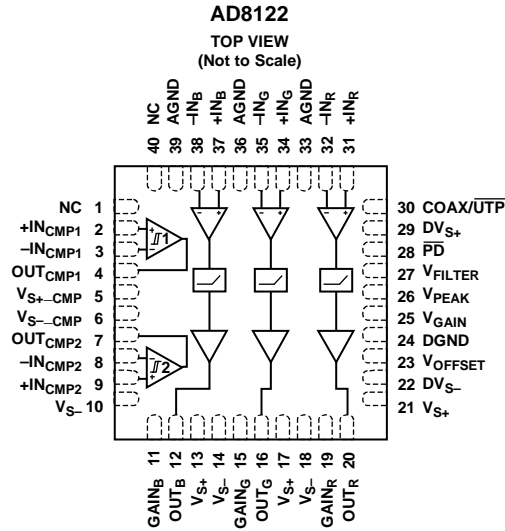 AD8122
TOP VIEW
(Not to Scale)
40 NC
39 AGND
38 –IN_B
37 +IN_B
36 AGND
35 –IN_G
34 +IN_G
33 AGND
32 –IN_R
31 +IN_R
NC 1
+IN_CMP1 2
–IN_CMP1 3
OUT_CMP1 4
V_S+_CMP 5
V_S–_CMP 6
OUT_CMP2 7
–IN_CMP2 8
+IN_CMP2 9
V_S– 10
+
–
1
–
+
2
– +
– +
– +
30 COAX/U̅T̅P̅
29 DV_S+
28 P̅D̅
27 V_FILTER
26 V_PEAK
25 V_GAIN
24 DGND
23 V_OFFSET
22 DV_S–
21 V_S+
GAIN_B 11
OUT_B 12
V_S+ 13
V_S– 14
GAIN_G 15
OUT_G 16
V_S+ 17
V_S– 18
GAIN_R 19
OUT_R 20